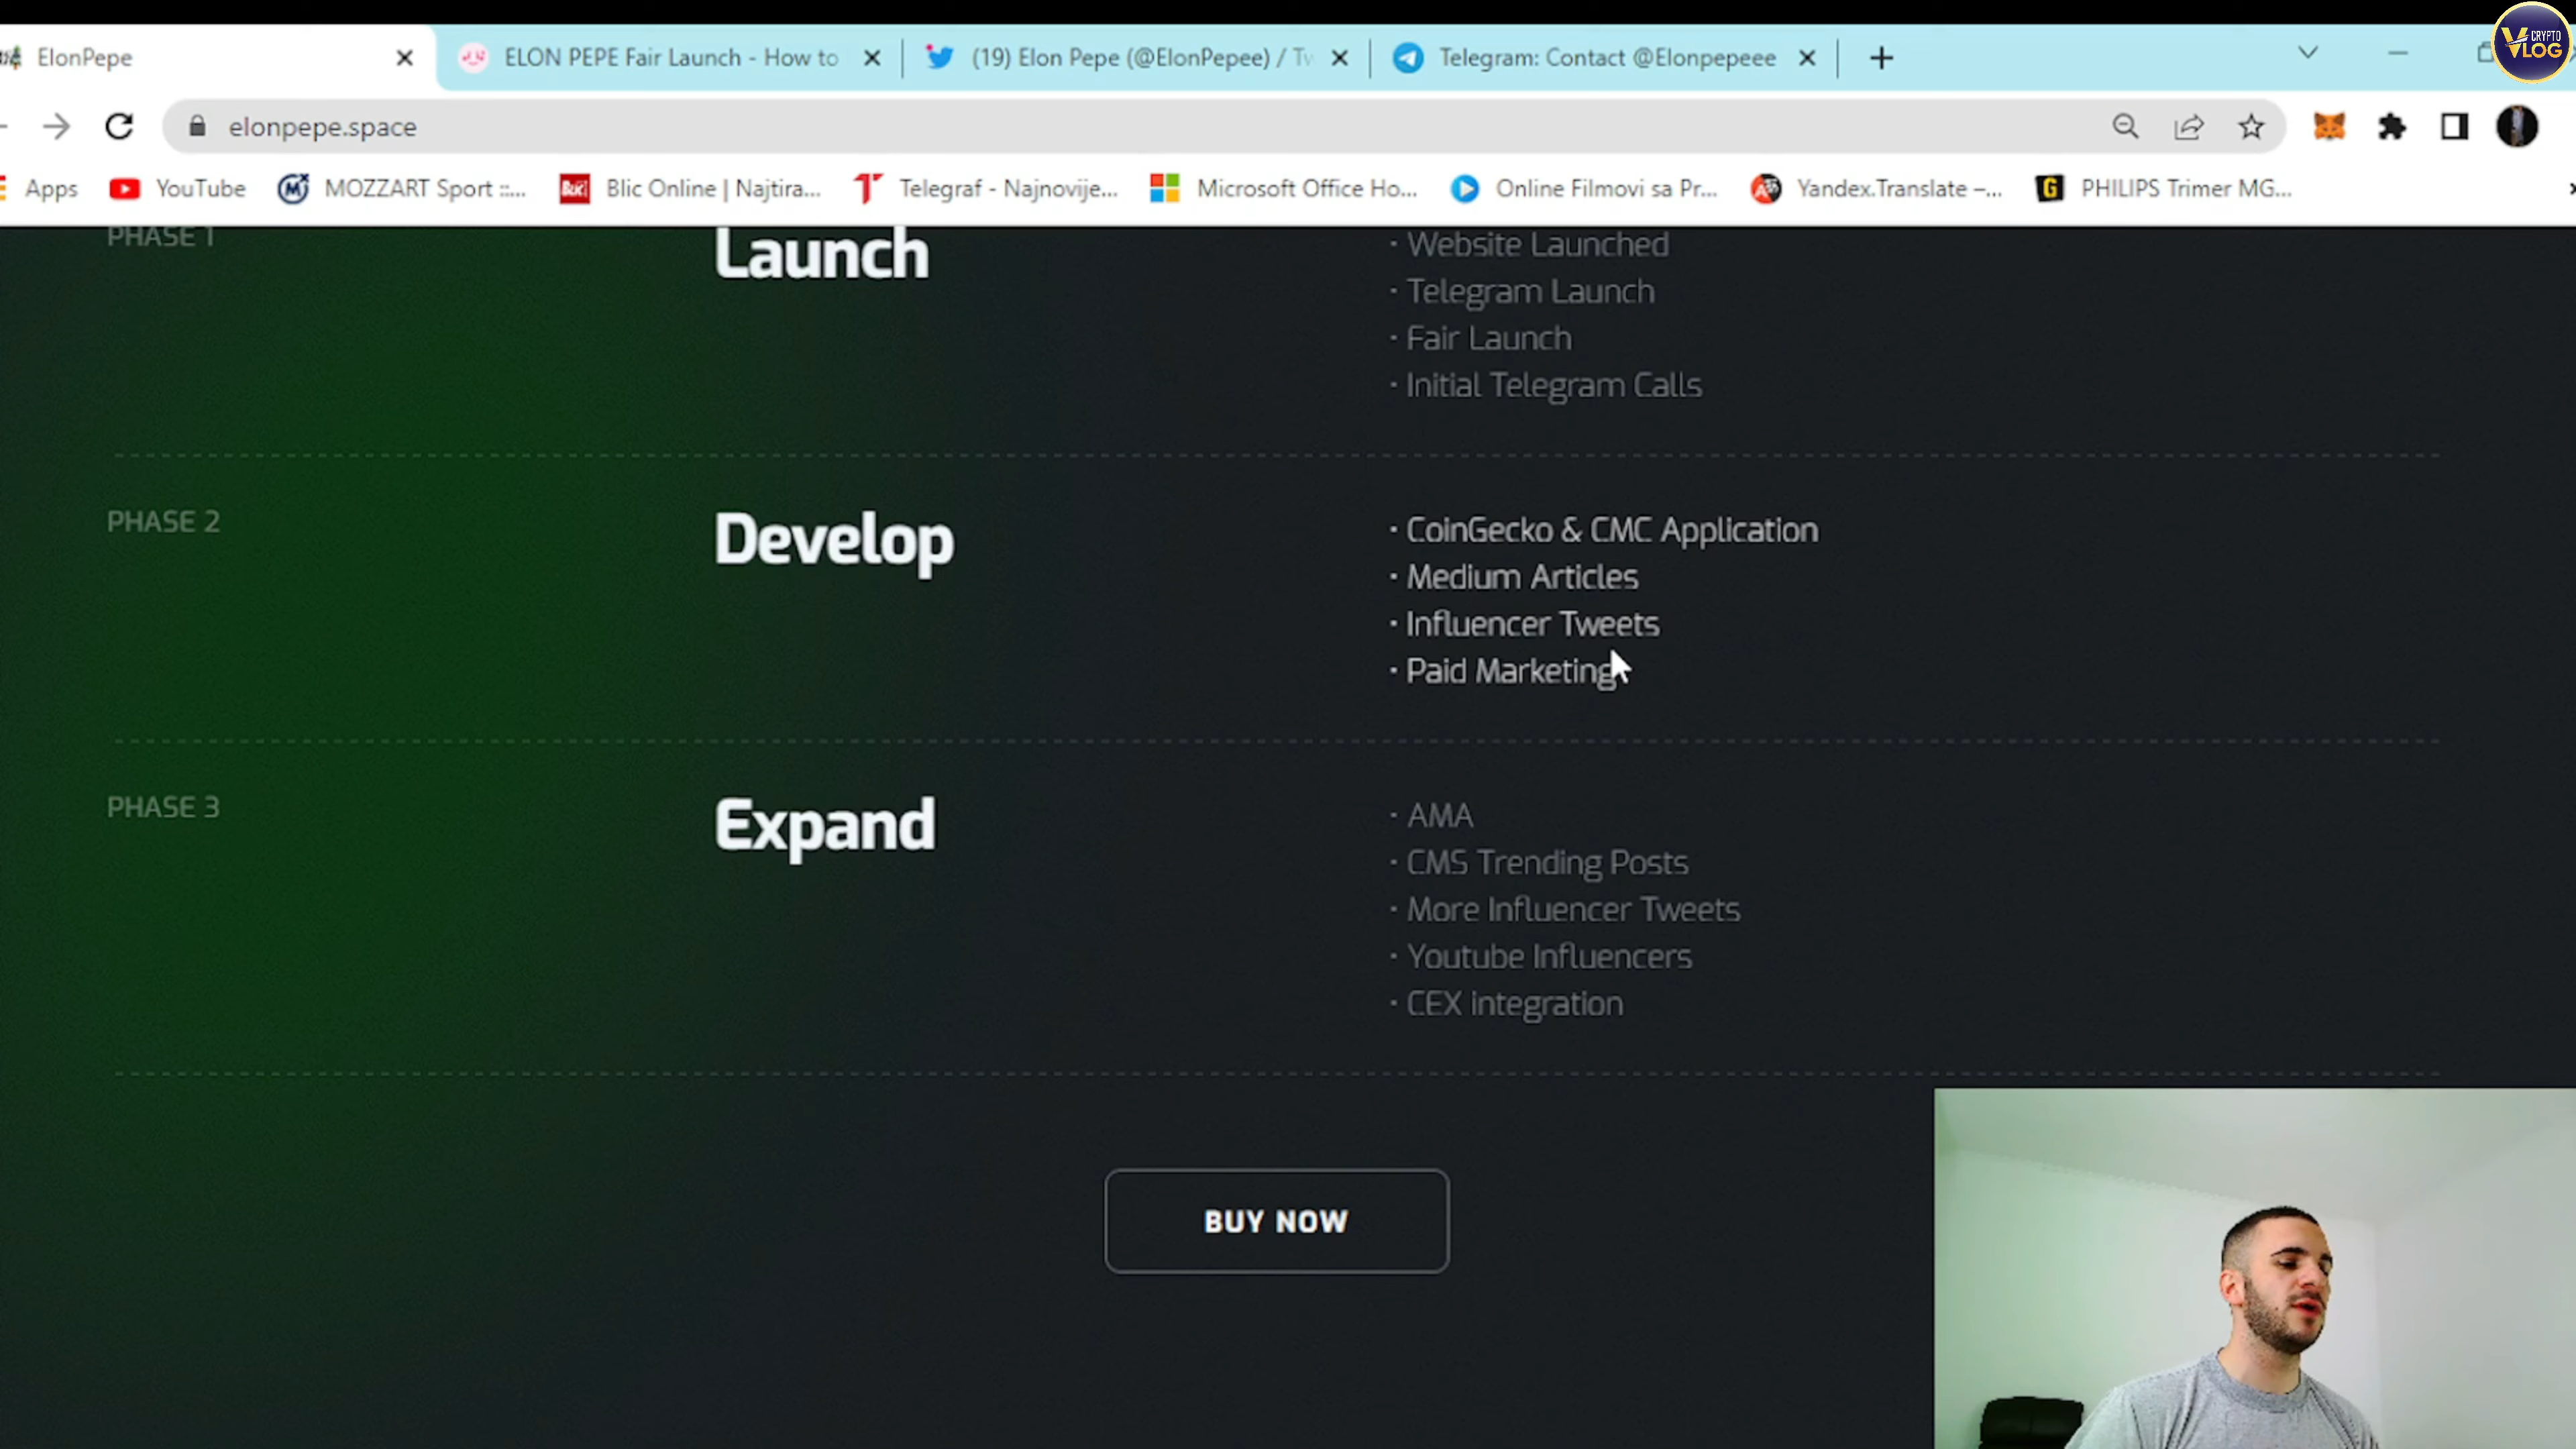 CRYPTO
VLOG
ElonPepe
ELON PEPE Fair Launch - How to
(19) Elon Pepe (@ElonPepee) / Tw
Telegram: Contact @Elonpepeee
elonpepe.space
Apps
YouTube
MOZZART Sport ::...
Blic Online | Najtira...
Telegraf - Najnovije...
Microsoft Office Ho...
Online Filmovi sa Pr...
Yandex.Translate –...
PHILIPS Trimer MG...
PHASE 1
Launch
· Website Launched
· Telegram Launch
· Fair Launch
· Initial Telegram Calls
PHASE 2
Develop
· CoinGecko & CMC Application
· Medium Articles
· Influencer Tweets
· Paid Marketing
PHASE 3
Expand
· AMA
· CMS Trending Posts
· More Influencer Tweets
· Youtube Influencers
· CEX integration
BUY NOW